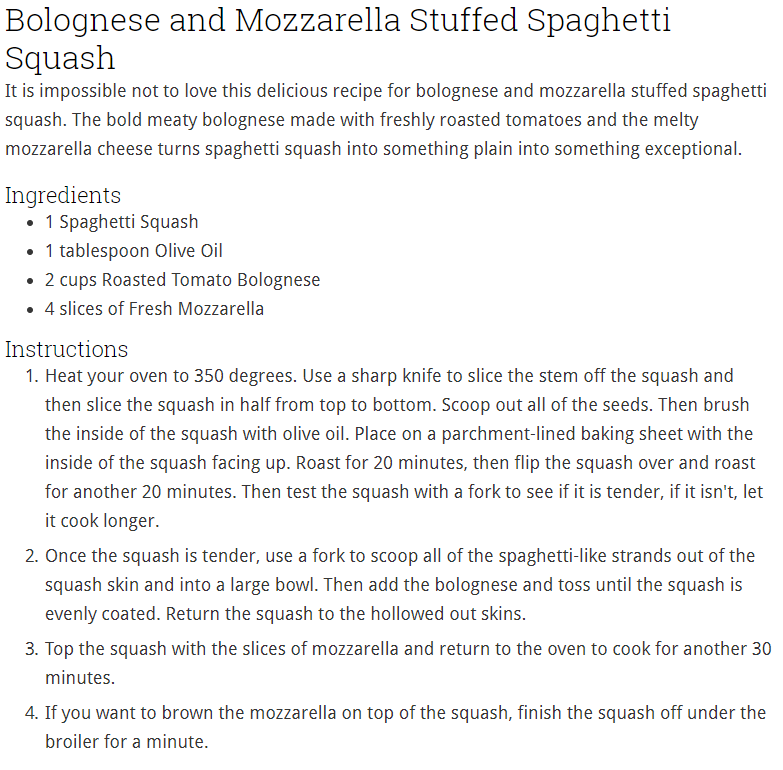 Bolognese and Mozzarella Stuffed Spaghetti
Squash
It is impossible not to love this delicious recipe for bolognese and mozzarella stuffed spaghetti
squash. The bold meaty bolognese made with freshly roasted tomatoes and the melty
mozzarella cheese turns spaghetti squash into something plain into something exceptional.
Ingredients
• 1 Spaghetti Squash
• 1 tablespoon Olive Oil
• 2 cups Roasted Tomato Bolognese
• 4 slices of Fresh Mozzarella
Instructions
1. Heat your oven to 350 degrees. Use a sharp knife to slice the stem off the squash and
then slice the squash in half from top to bottom. Scoop out all of the seeds. Then brush
the inside of the squash with olive oil. Place on a parchment-lined baking sheet with the
inside of the squash facing up. Roast for 20 minutes, then flip the squash over and roast
for another 20 minutes. Then test the squash with a fork to see if it is tender, if it isn't, let
it cook longer.
2. Once the squash is tender, use a fork to scoop all of the spaghetti-like strands out of the
squash skin and into a large bowl. Then add the bolognese and toss until the squash is
evenly coated. Return the squash to the hollowed out skins.
3. Top the squash with the slices of mozzarella and return to the oven to cook for another 30
minutes.
4. If you want to brown the mozzarella on top of the squash, finish the squash off under the
broiler for a minute.